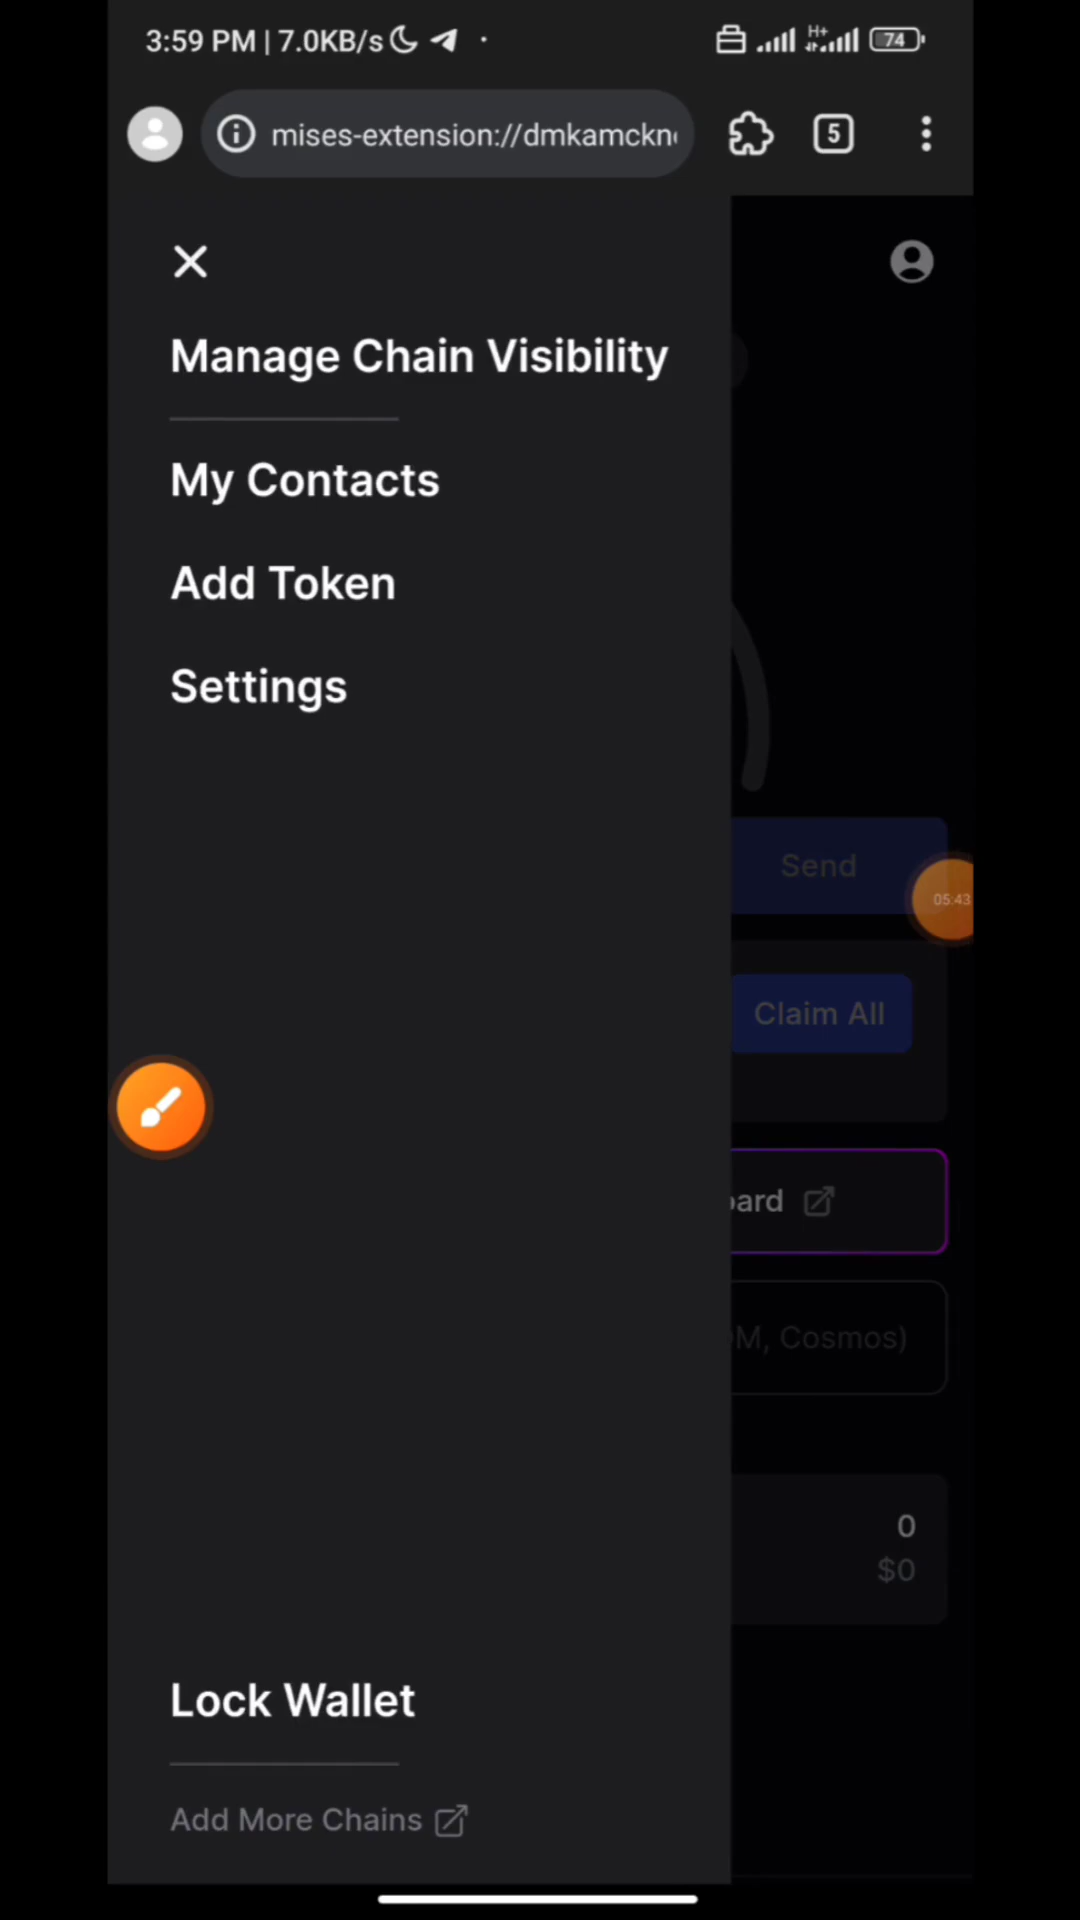 3:59 PM | 7.0KB/s H+ 74
mises-extension://dmkamckn
5
Manage Chain Visibility
My Contacts
Add Token
Settings
Send
05:43
Claim All
ard
M, Cosmos)
0
$0
Lock Wallet
Add More Chains